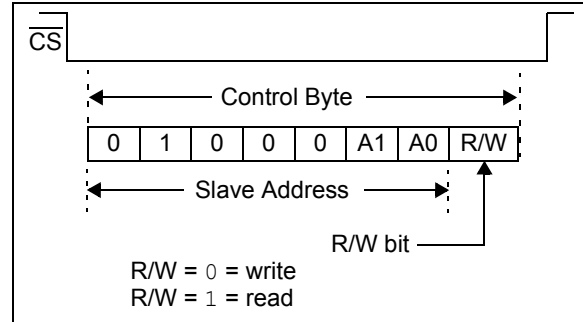 CS
Control Byte
0 1 0 0 0 A1 A0 R/W
Slave Address
R/W bit
R/W = 0 = write
R/W = 1 = read